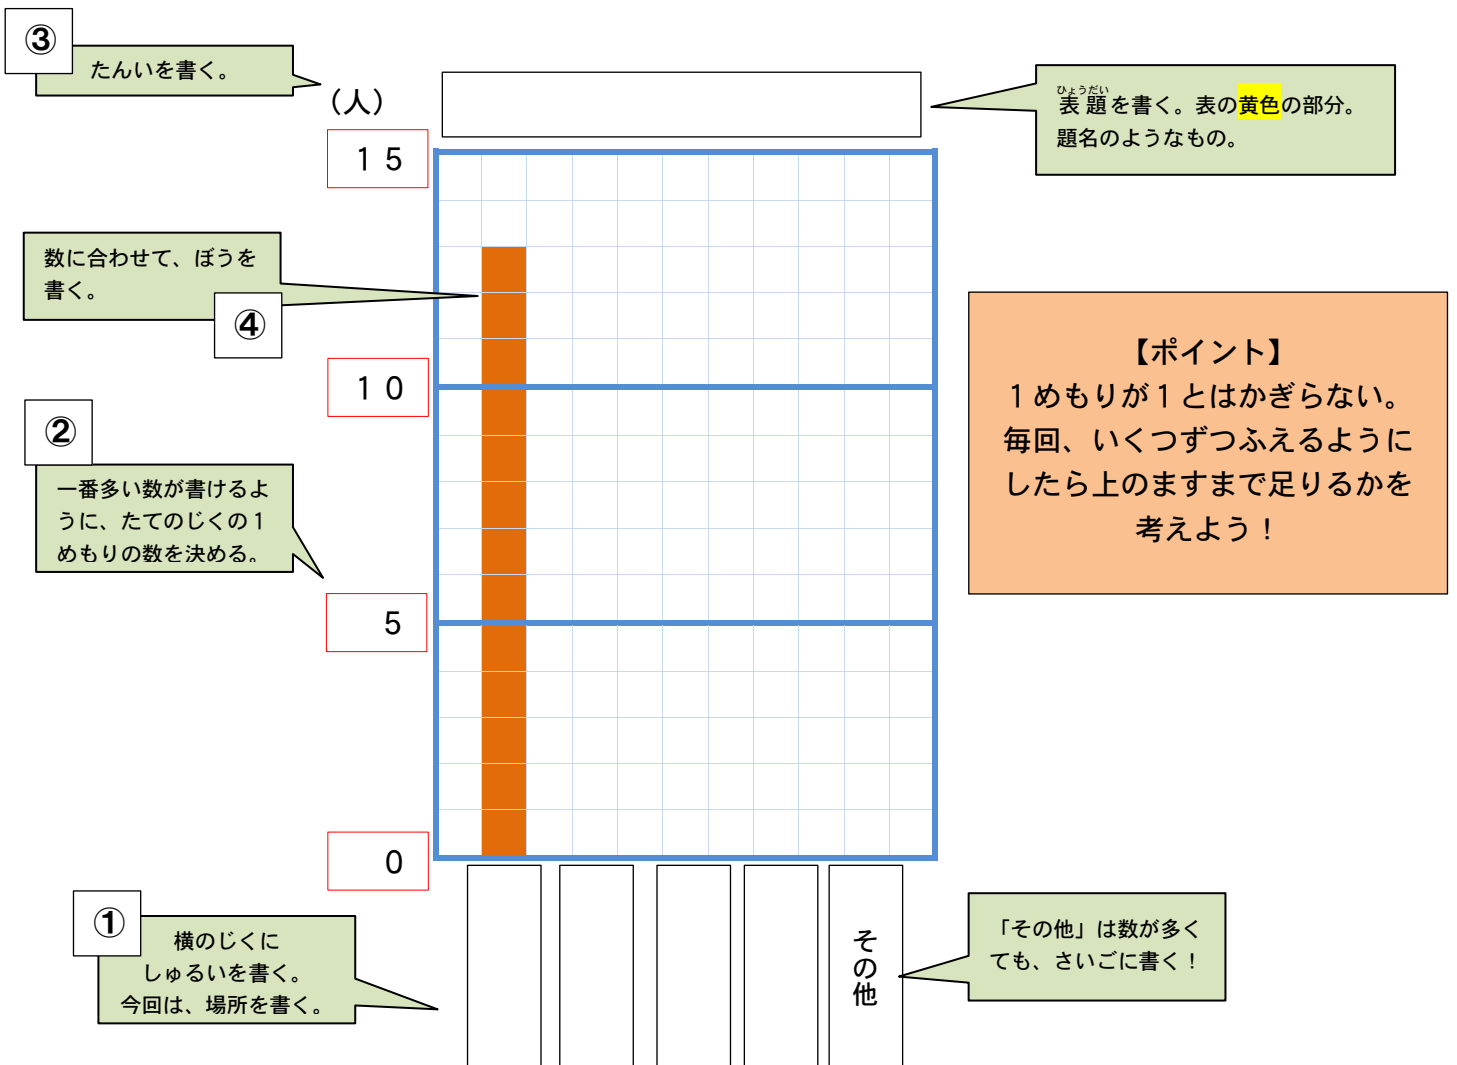 ③
たんいを書く。
（人）
ひょうだい
表題を書く。表の黄色の部分。
題名のようなもの。
１５
数に合わせて、ぼうを
書く。
④
１０
【ポイント】
１めもりが１とはかぎらない。
毎回、いくつずつふえるように
したら上のますまで足りるかを
考えよう！
②
一番多い数が書けるよ
うに、たてのじくの１
めもりの数を決める。
５
０
①
横のじくに
しゅるいを書く。
今回は、場所を書く。
その他
「その他」は数が多く
ても、さいごに書く！